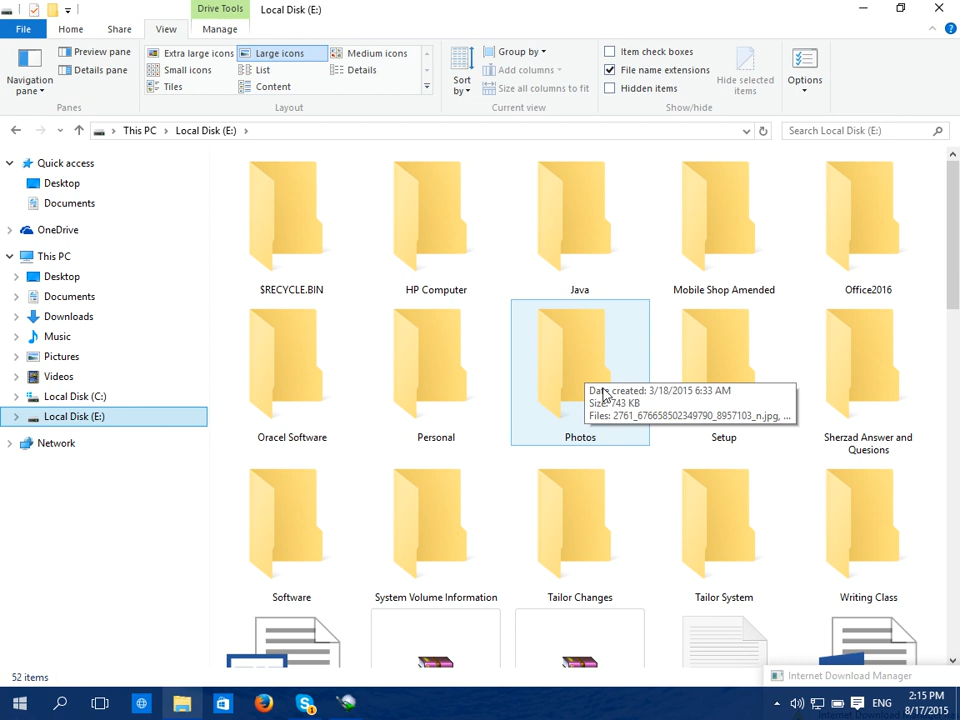 Drive Tools
Local Disk (E:)
File
Home
Share
View
Manage
Navigation pane
Preview pane
Details pane
Panes
Extra large icons
Large icons
Medium icons
Small icons
List
Details
Tiles
Content
Layout
Sort by
Group by
Add columns
Size all columns to fit
Current view
Item check boxes
File name extensions
Hidden items
Hide selected items
Show/hide
Options
This PC
Local Disk (E:)
Search Local Disk (E:)
Quick access
Desktop
Documents
OneDrive
This PC
Desktop
Documents
Downloads
Music
Pictures
Videos
Local Disk (C:)
Local Disk (E:)
Network
$RECYCLE.BIN
HP Computer
Java
Mobile Shop Amended
Office2016
Date created: 3/18/2015 6:33 AM
Size: 743 KB
Files: 2761_676658502349790_8957103_n.jpg, ...
Oracel Software
Personal
Photos
Setup
Sherzad Answer and
Quesions
Software
System Volume Information
Tailor Changes
Tailor System
Writing Class
52 items
Internet Download Manager
ENG
2:15 PM
8/17/2015